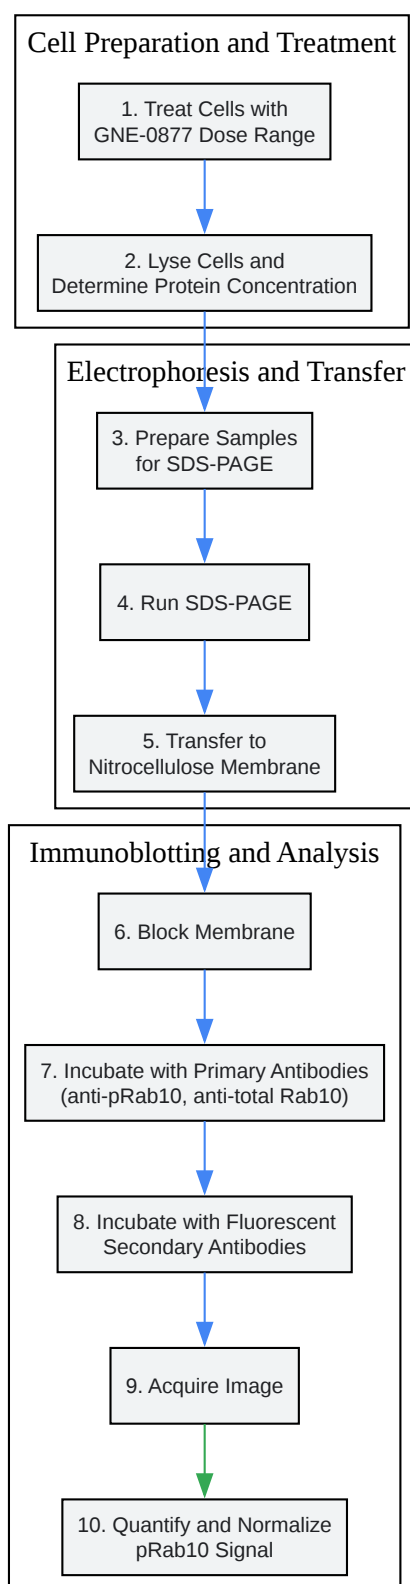 Cell Preparation and Treatment
1. Treat Cells with
GNE-0877 Dose Range
2. Lyse Cells and
Determine Protein Concentration
Electrophoresis and Transfer
3. Prepare Samples
for SDS-PAGE
4. Run SDS-PAGE
5. Transfer to
Nitrocellulose Membrane
Immunoblotting and Analysis
6. Block Membrane
7. Incubate with Primary Antibodies
(anti-pRab10, anti-total Rab10)
8. Incubate with Fluorescent
Secondary Antibodies
9. Acquire Image
10. Quantify and Normalize
pRab10 Signal